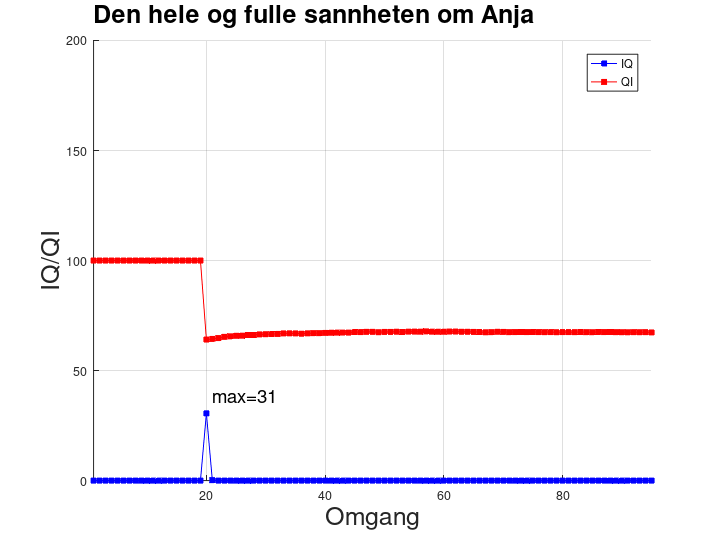 Den hele og fulle sannheten om Anja
200
IQ
QI
150
IQ/QI
100
50
max=31
0
20 40 60 80
Omgang